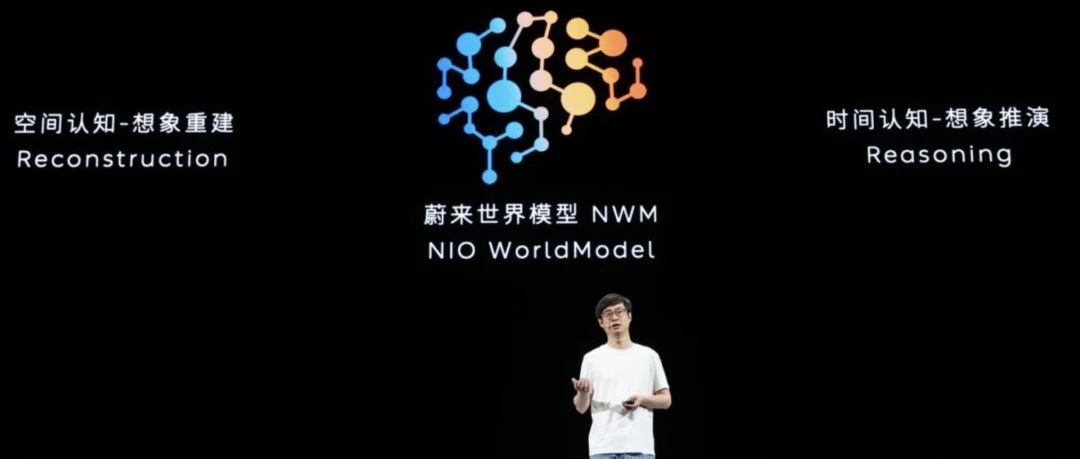 空间认知-想象重建
Reconstruction
蔚来世界模型 NWM
NIO WorldModel
时间认知-想象推演
Reasoning